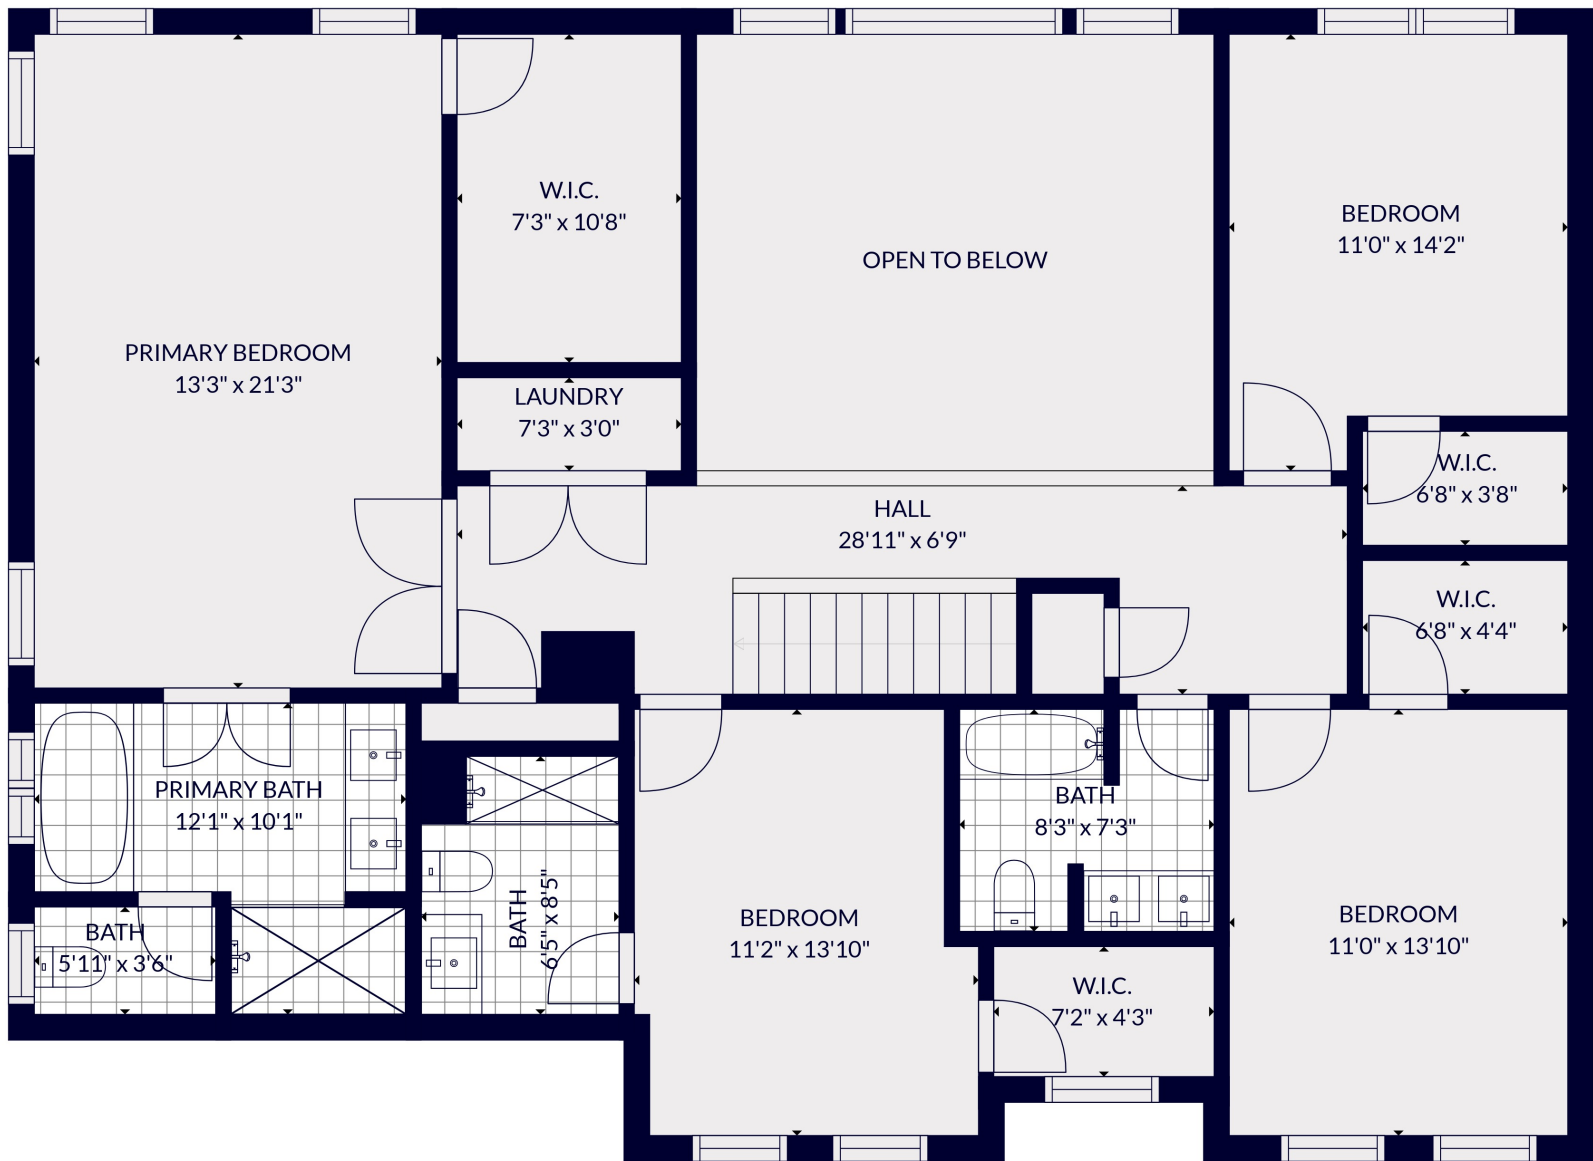 W.I.C.
7'3" x 10'8"
BEDROOM
11'0" x 14'2"
OPEN TO BELOW
PRIMARY BEDROOM
13'3" x 21'3"
LAUNDRY
7'3" x 3'0"
W.I.C.
6'8" x 3'8"
HALL
28'11" x 6'9"
W.I.C.
6'8" x 4'4"
PRIMARY BATH
12'1" x 10'1"
BATH
8'3" x 7'3"
BATH
6'5" x 8'5"
BEDROOM
11'2" x 13'10"
BEDROOM
11'0" x 13'10"
BATH
5'11" x 3'6"
W.I.C.
7'2" x 4'3"